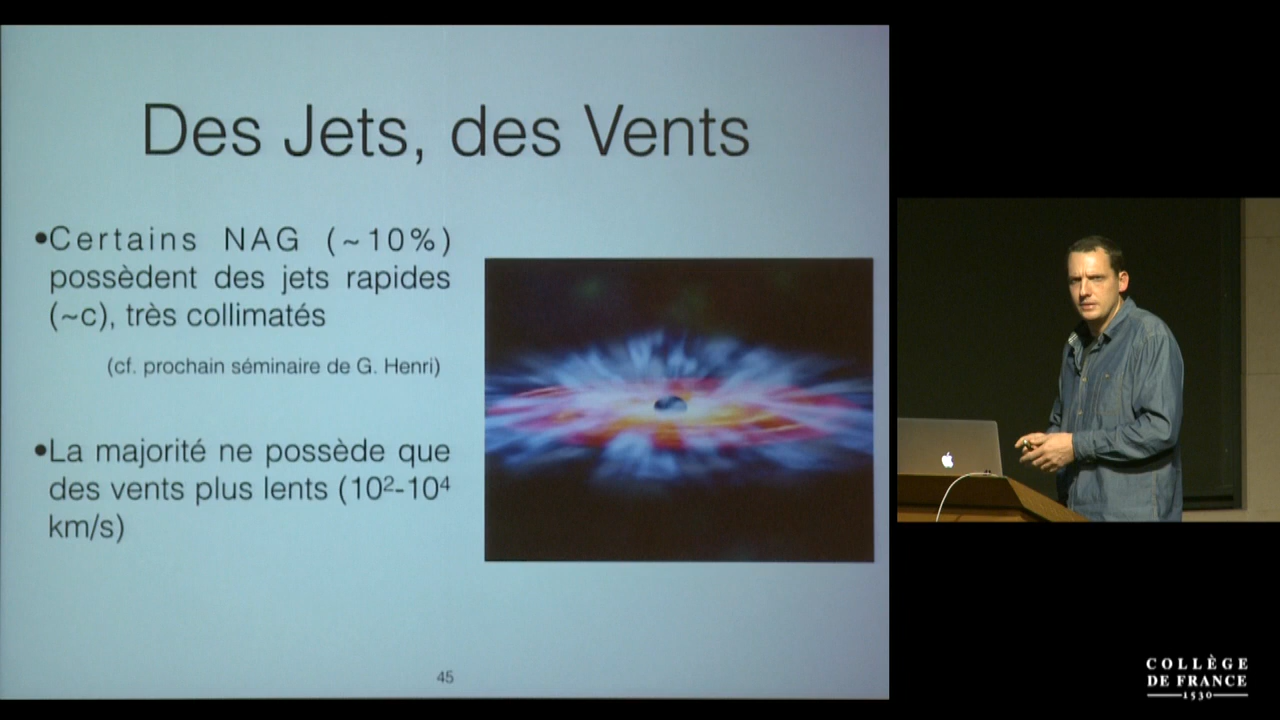 Des Jets, des Vents
•Certains NAG (~10%)
possèdent des jets rapides
(~c), très collimatés
(cf. prochain séminaire de G. Henri)
•La majorité ne possède que
des vents plus lents (10²-10⁴
km/s)
45
COLLÈGE
DE FRANCE
1530